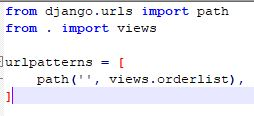 from django.urls import path
from . import views

urlpatterns = [
    path('', views.orderlist),
]